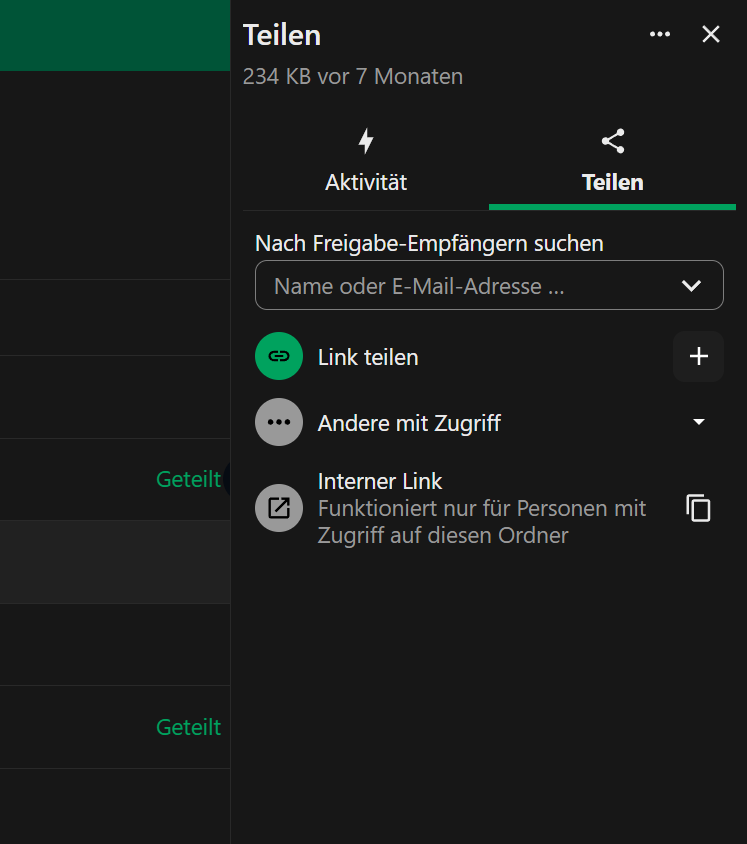 Teilen
234 KB vor 7 Monaten
Aktivität
Teilen
Nach Freigabe-Empfängern suchen
Name oder E-Mail-Adresse …
Link teilen
Andere mit Zugriff
Interner Link
Funktioniert nur für Personen mit
Zugriff auf diesen Ordner
Geteilt
Geteilt